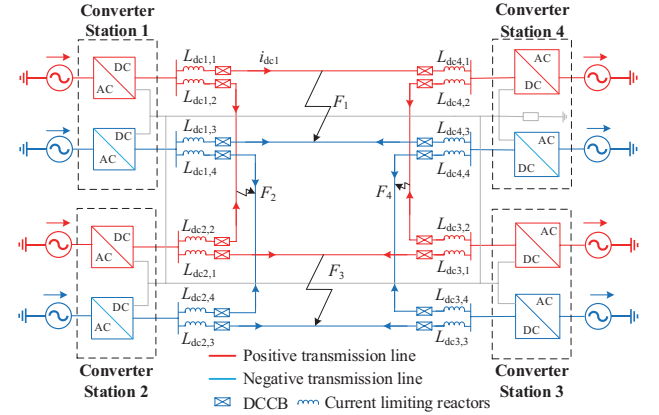 Converter
Station 1
Converter
Station 4
DC
AC
L_dc1,1
i_dc1
L_dc4,1
AC
DC
L_dc1,2
F_1
L_dc4,2
DC
AC
L_dc1,3
L_dc4,3
AC
DC
L_dc1,4
F_2
F_4
L_dc4,4
DC
AC
L_dc2,2
L_dc3,2
AC
DC
L_dc2,1
F_3
L_dc3,1
DC
AC
L_dc2,4
L_dc3,4
AC
DC
L_dc2,3
L_dc3,3
Converter
Station 2
Positive transmission line
Negative transmission line
DCCB
Current limiting reactors
Converter
Station 3